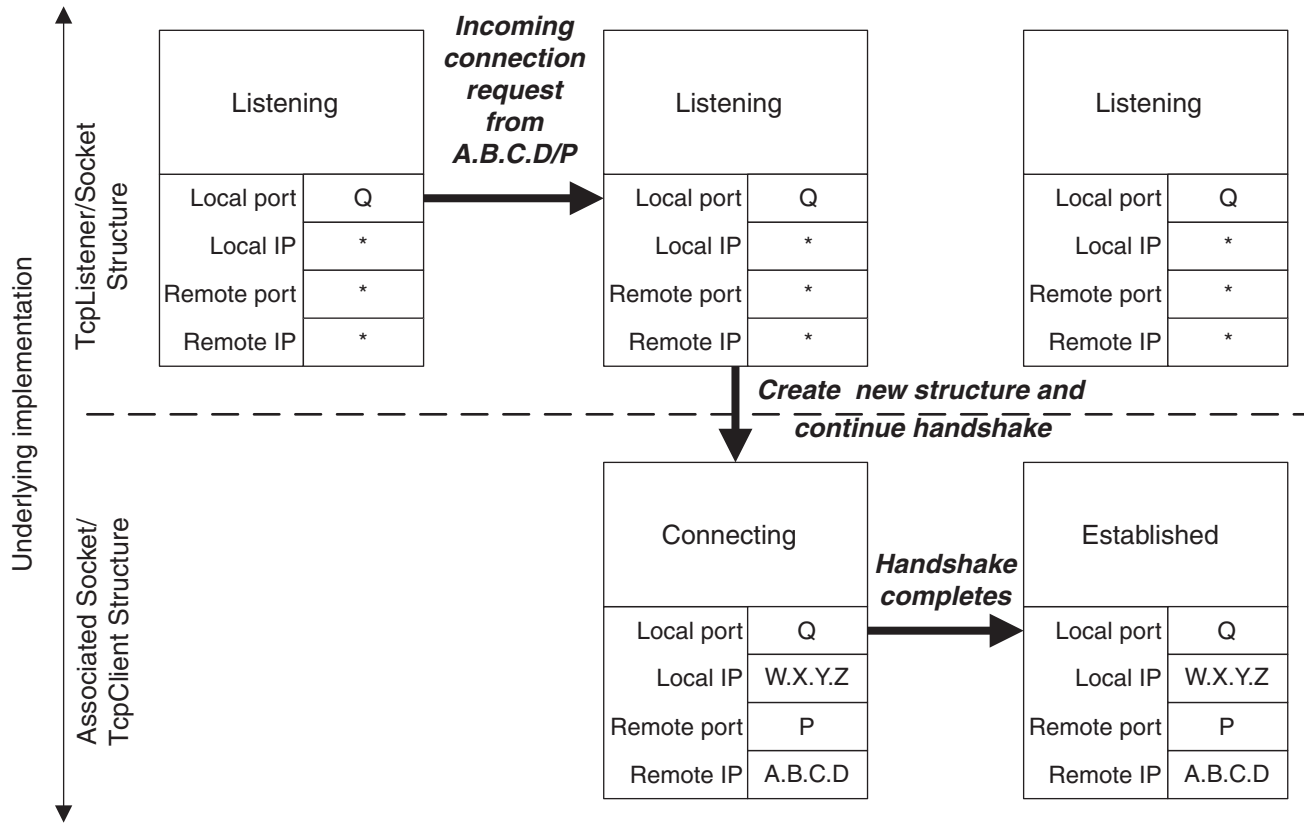 Underlying implementation
TcpListener/Socket
Structure
Listening
Local port Q
Local IP *
Remote port *
Remote IP *
Incoming
connection
request
from
A.B.C.D/P
Listening
Local port Q
Local IP *
Remote port *
Remote IP *
Listening
Local port Q
Local IP *
Remote port *
Remote IP *
Create new structure and
continue handshake
Associated Socket/
TcpClient Structure
Connecting
Local port Q
Local IP W.X.Y.Z
Remote port P
Remote IP A.B.C.D
Handshake
completes
Established
Local port Q
Local IP W.X.Y.Z
Remote port P
Remote IP A.B.C.D